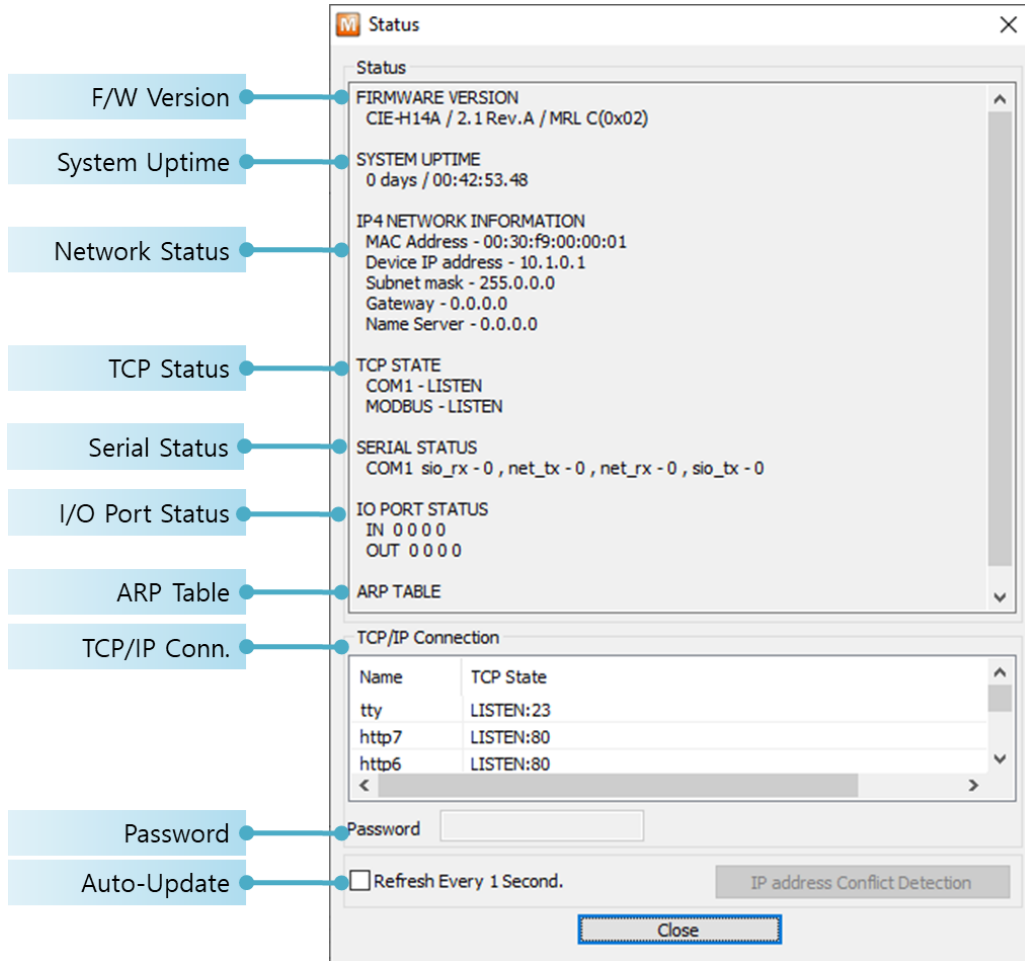 M Status
Status
F/W Version
FIRMWARE VERSION
CIE-H14A / 2.1 Rev.A / MRL C(0x02)
System Uptime
SYSTEM UPTIME
0 days / 00:42:53.48
Network Status
IP4 NETWORK INFORMATION
MAC Address - 00:30:f9:00:00:01
Device IP address - 10.1.0.1
Subnet mask - 255.0.0.0
Gateway - 0.0.0.0
Name Server - 0.0.0.0
TCP Status
TCP STATE
COM1 - LISTEN
MODBUS - LISTEN
Serial Status
SERIAL STATUS
COM1 sio_rx - 0 , net_tx - 0 , net_rx - 0 , sio_tx - 0
I/O Port Status
IO PORT STATUS
IN 0 0 0 0
OUT 0 0 0 0
ARP Table
ARP TABLE
TCP/IP Conn.
TCP/IP Connection
Name TCP State
tty LISTEN:23
http7 LISTEN:80
http6 LISTEN:80
Password
Password
Auto-Update
Refresh Every 1 Second.
IP address Conflict Detection
Close